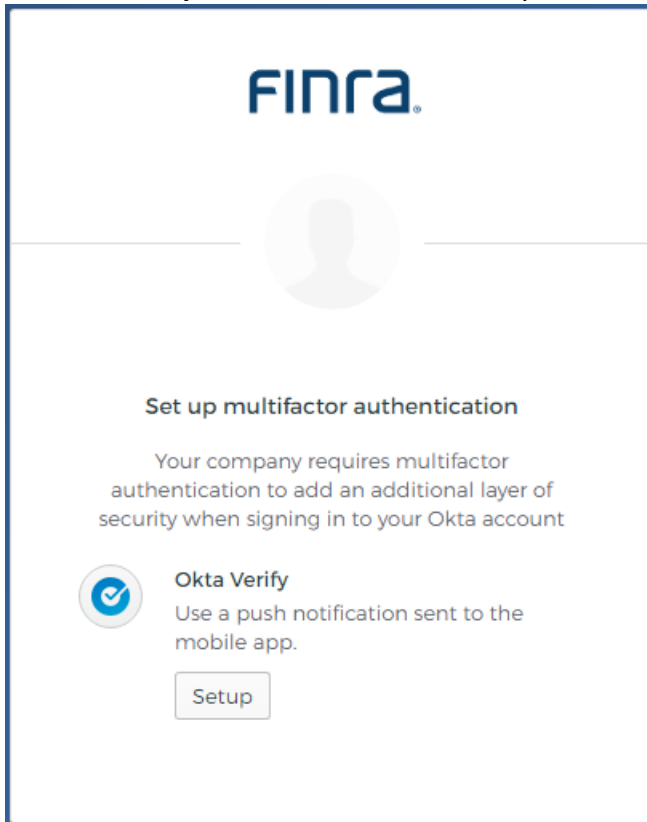 FINRA®
Set up multifactor authentication
Your company requires multifactor
authentication to add an additional layer of
security when signing in to your Okta account
Okta Verify
Use a push notification sent to the
mobile app.
Setup